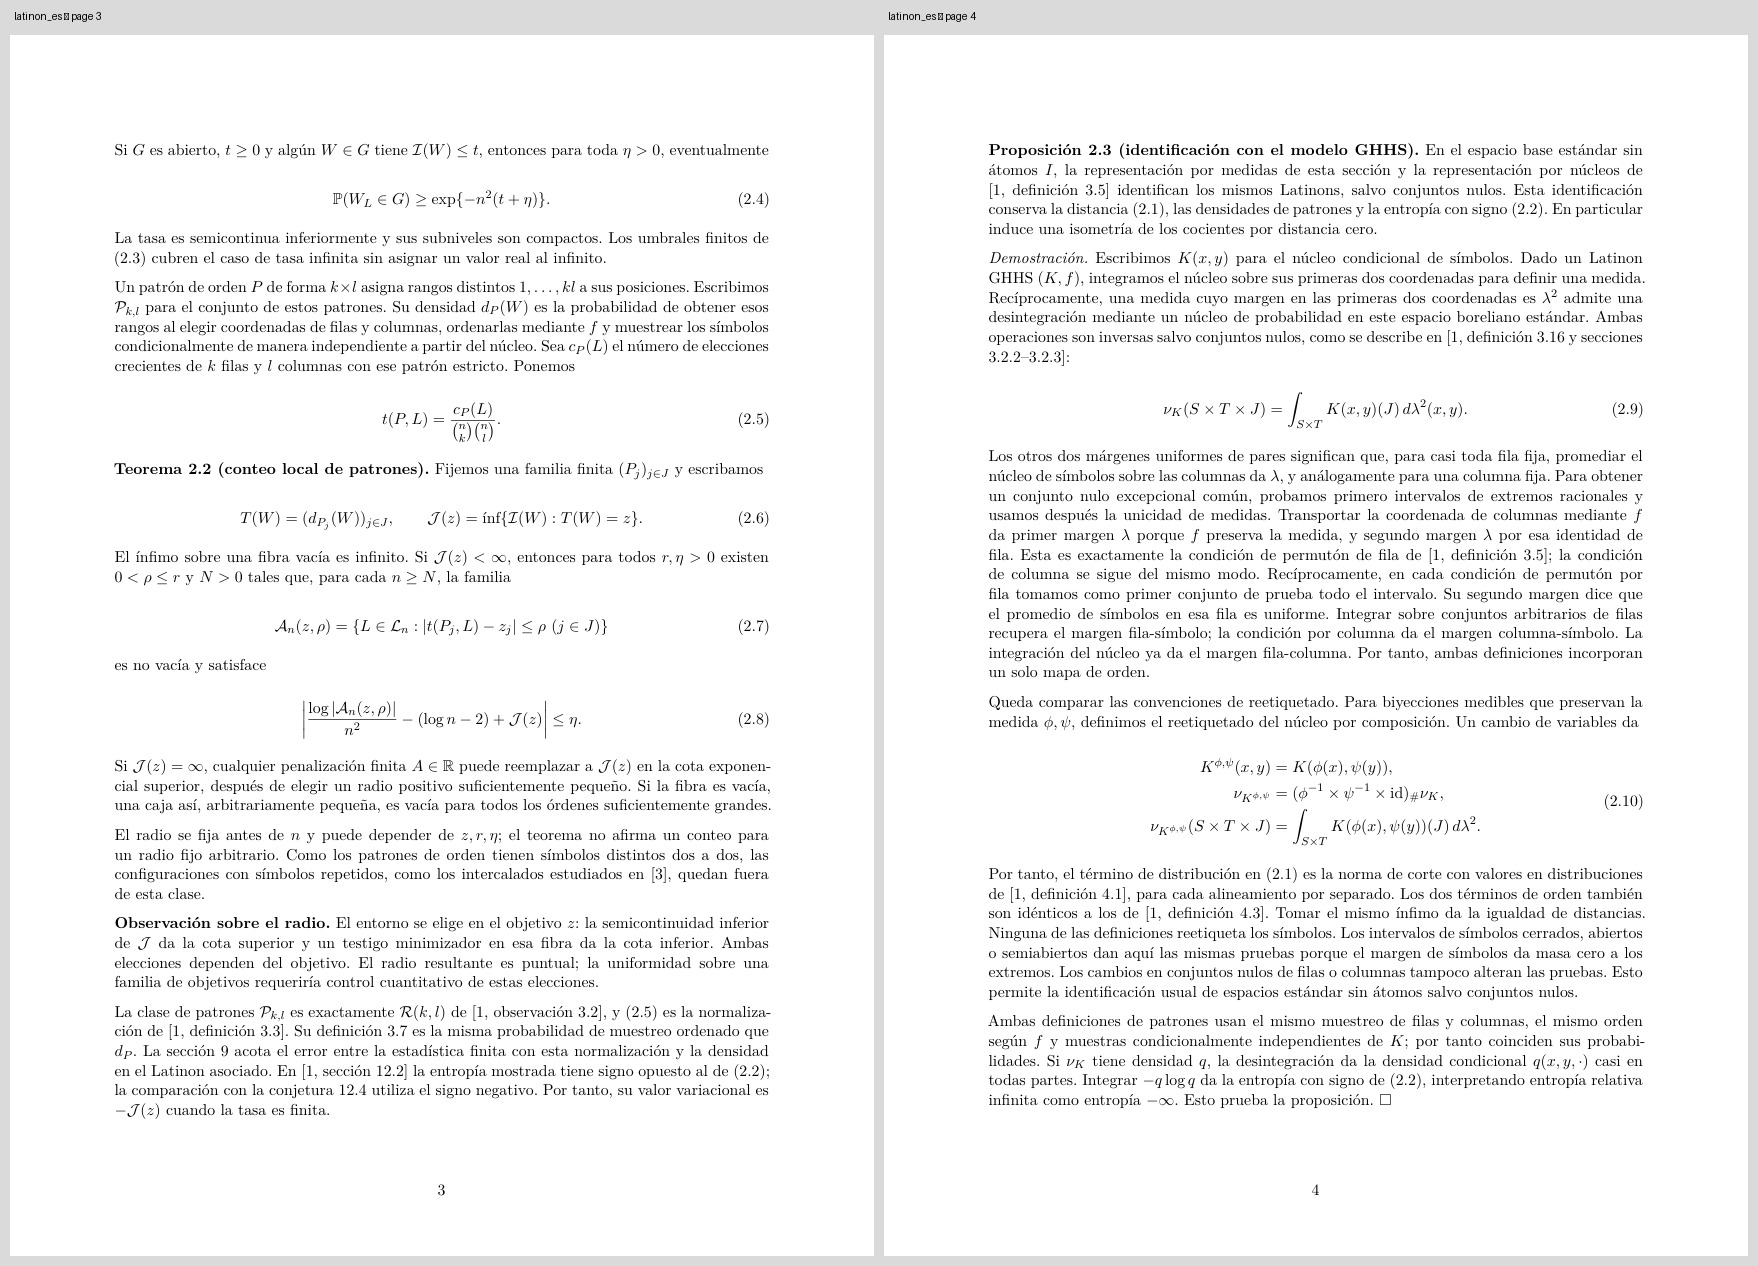 latinon_es page 3
Si G es abierto, t ≥ 0 y algún W ∈ G tiene ℐ(W) ≤ t, entonces para toda η > 0, eventualmente
ℙ(W_L ∈ G) ≥ exp{−n²(t + η)}. (2.4)
La tasa es semicontinua inferiormente y sus subniveles son compactos. Los umbrales finitos de
(2.3) cubren el caso de tasa infinita sin asignar un valor real al infinito.
Un patrón de orden P de forma k×l asigna rangos distintos 1, . . . , kl a sus posiciones. Escribimos
𝒫_{k,l} para el conjunto de estos patrones. Su densidad d_P(W) es la probabilidad de obtener esos
rangos al elegir coordenadas de filas y columnas, ordenarlas mediante f y muestrear los símbolos
condicionalmente de manera independiente a partir del núcleo. Sea c_P(L) el número de elecciones
crecientes de k filas y l columnas con ese patrón estricto. Ponemos
t(P, L) = c_P(L) / (n k)(n l). (2.5)
Teorema 2.2 (conteo local de patrones). Fijemos una familia finita (P_j)_{j∈J} y escribamos
T(W) = (d_{P_j}(W))_{j∈J}, 𝒥(z) = ínf{ℐ(W) : T(W) = z}. (2.6)
El ínfimo sobre una fibra vacía es infinito. Si 𝒥(z) < ∞, entonces para todos r, η > 0 existen
0 < ρ ≤ r y N > 0 tales que, para cada n ≥ N, la familia
𝒜_n(z, ρ) = {L ∈ ℒ_n : |t(P_j, L) − z_j| ≤ ρ (j ∈ J)} (2.7)
es no vacía y satisface
|log |𝒜_n(z, ρ)| / n² − (log n − 2) + 𝒥(z)| ≤ η. (2.8)
Si 𝒥(z) = ∞, cualquier penalización finita A ∈ ℝ puede reemplazar a 𝒥(z) en la cota exponen-
cial superior, después de elegir un radio positivo suficientemente pequeño. Si la fibra es vacía,
una caja así, arbitrariamente pequeña, es vacía para todos los órdenes suficientemente grandes.
El radio se fija antes de n y puede depender de z, r, η; el teorema no afirma un conteo para
un radio fijo arbitrario. Como los patrones de orden tienen símbolos distintos dos a dos, las
configuraciones con símbolos repetidos, como los intercalados estudiados en [3], quedan fuera
de esta clase.
Observación sobre el radio. El entorno se elige en el objetivo z: la semicontinuidad inferior
de 𝒥 da la cota superior y un testigo minimizador en esa fibra da la cota inferior. Ambas
elecciones dependen del objetivo. El radio resultante es puntual; la uniformidad sobre una
familia de objetivos requeriría control cuantitativo de estas elecciones.
La clase de patrones 𝒫_{k,l} es exactamente ℛ(k, l) de [1, observación 3.2], y (2.5) es la normaliza-
ción de [1, definición 3.3]. Su definición 3.7 es la misma probabilidad de muestreo ordenado que
d_P. La sección 9 acota el error entre la estadística finita con esta normalización y la densidad
en el Latinon asociado. En [1, sección 12.2] la entropía mostrada tiene signo opuesto al de (2.2);
la comparación con la conjetura 12.4 utiliza el signo negativo. Por tanto, su valor variacional es
−𝒥(z) cuando la tasa es finita.
3
latinon_es page 4
Proposición 2.3 (identificación con el modelo GHHS). En el espacio base estándar sin
átomos I, la representación por medidas de esta sección y la representación por núcleos de
[1, definición 3.5] identifican los mismos Latinons, salvo conjuntos nulos. Esta identificación
conserva la distancia (2.1), las densidades de patrones y la entropía con signo (2.2). En particular
induce una isometría de los cocientes por distancia cero.
Demostración. Escribimos K(x, y) para el núcleo condicional de símbolos. Dado un Latinon
GHHS (K, f), integramos el núcleo sobre sus primeras dos coordenadas para definir una medida.
Recíprocamente, una medida cuyo margen en las primeras dos coordenadas es λ² admite una
desintegración mediante un núcleo de probabilidad en este espacio boreliano estándar. Ambas
operaciones son inversas salvo conjuntos nulos, como se describe en [1, definición 3.16 y secciones
3.2.2–3.2.3]:
ν_K(S × T × J) = ∫_{S×T} K(x, y)(J) dλ²(x, y). (2.9)
Los otros dos márgenes uniformes de pares significan que, para casi toda fila fija, promediar el
núcleo de símbolos sobre las columnas da λ, y análogamente para una columna fija. Para obtener
un conjunto nulo excepcional común, probamos primero intervalos de extremos racionales y
usamos después la unicidad de medidas. Transportar la coordenada de columnas mediante f
da primer margen λ porque f preserva la medida, y segundo margen λ por esa identidad de
fila. Esta es exactamente la condición de permutón de fila de [1, definición 3.5]; la condición
de columna se sigue del mismo modo. Recíprocamente, en cada condición de permutón por
fila tomamos como primer conjunto de prueba todo el intervalo. Su segundo margen dice que
el promedio de símbolos en esa fila es uniforme. Integrar sobre conjuntos arbitrarios de filas
recupera el margen fila-símbolo; la condición por columna da el margen columna-símbolo. La
integración del núcleo ya da el margen fila-columna. Por tanto, ambas definiciones incorporan
un solo mapa de orden.
Queda comparar las convenciones de reetiquetado. Para biyecciones medibles que preservan la
medida ϕ, ψ, definimos el reetiquetado del núcleo por composición. Un cambio de variables da
K^{ϕ,ψ}(x, y) = K(ϕ(x), ψ(y)),
ν_{K^{ϕ,ψ}} = (ϕ⁻¹ × ψ⁻¹ × id)_# ν_K, (2.10)
ν_{K^{ϕ,ψ}}(S × T × J) = ∫_{S×T} K(ϕ(x), ψ(y))(J) dλ².
Por tanto, el término de distribución en (2.1) es la norma de corte con valores en distribuciones
de [1, definición 4.1], para cada alineamiento por separado. Los dos términos de orden también
son idénticos a los de [1, definición 4.3]. Tomar el mismo ínfimo da la igualdad de distancias.
Ninguna de las definiciones reetiqueta los símbolos. Los intervalos de símbolos cerrados, abiertos
o semiabiertos dan aquí las mismas pruebas porque el margen de símbolos da masa cero a los
extremos. Los cambios en conjuntos nulos de filas o columnas tampoco alteran las pruebas. Esto
permite la identificación usual de espacios estándar sin átomos salvo conjuntos nulos.
Ambas definiciones de patrones usan el mismo muestreo de filas y columnas, el mismo orden
según f y muestras condicionalmente independientes de K; por tanto coinciden sus probabi-
lidades. Si ν_K tiene densidad q, la desintegración da la densidad condicional q(x, y, ·) casi en
todas partes. Integrar −q log q da la entropía con signo de (2.2), interpretando entropía relativa
infinita como entropía −∞. Esto prueba la proposición. □
4